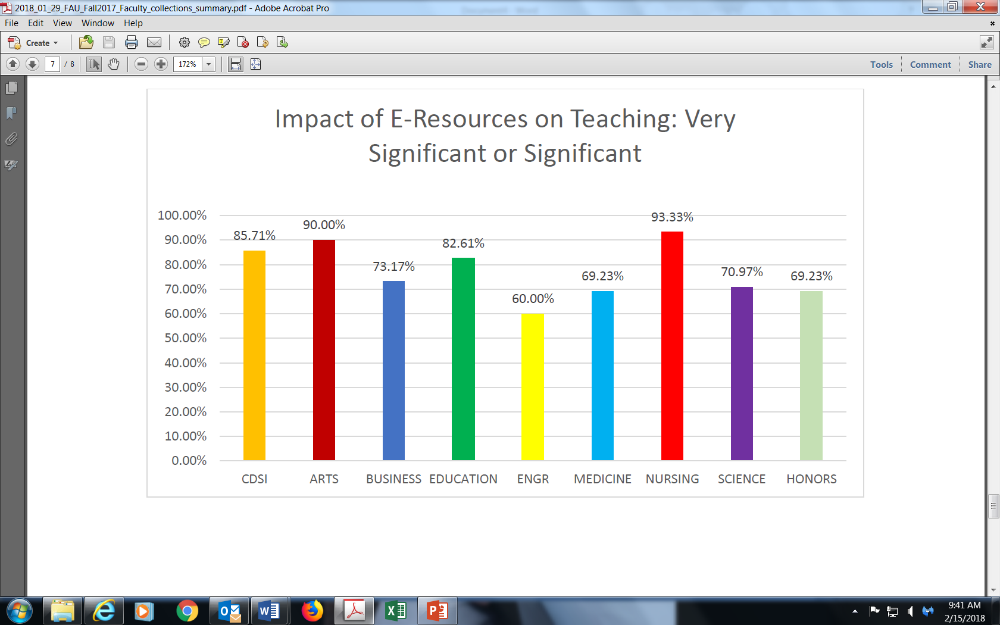 2018_01_29_FAU_Fall2017_Faculty_collections_summary.pdf - Adobe Acrobat Pro
File Edit View Window Help
Create
7 / 8 172% Tools Comment Share
Impact of E-Resources on Teaching: Very
Significant or Significant
100.00%
90.00%
80.00%
70.00%
60.00%
50.00%
40.00%
30.00%
20.00%
10.00%
0.00%
85.71% 90.00% 73.17% 82.61% 60.00% 69.23% 93.33% 70.97% 69.23%
CDSI ARTS BUSINESS EDUCATION ENGR MEDICINE NURSING SCIENCE HONORS
9:41 AM
2/15/2018